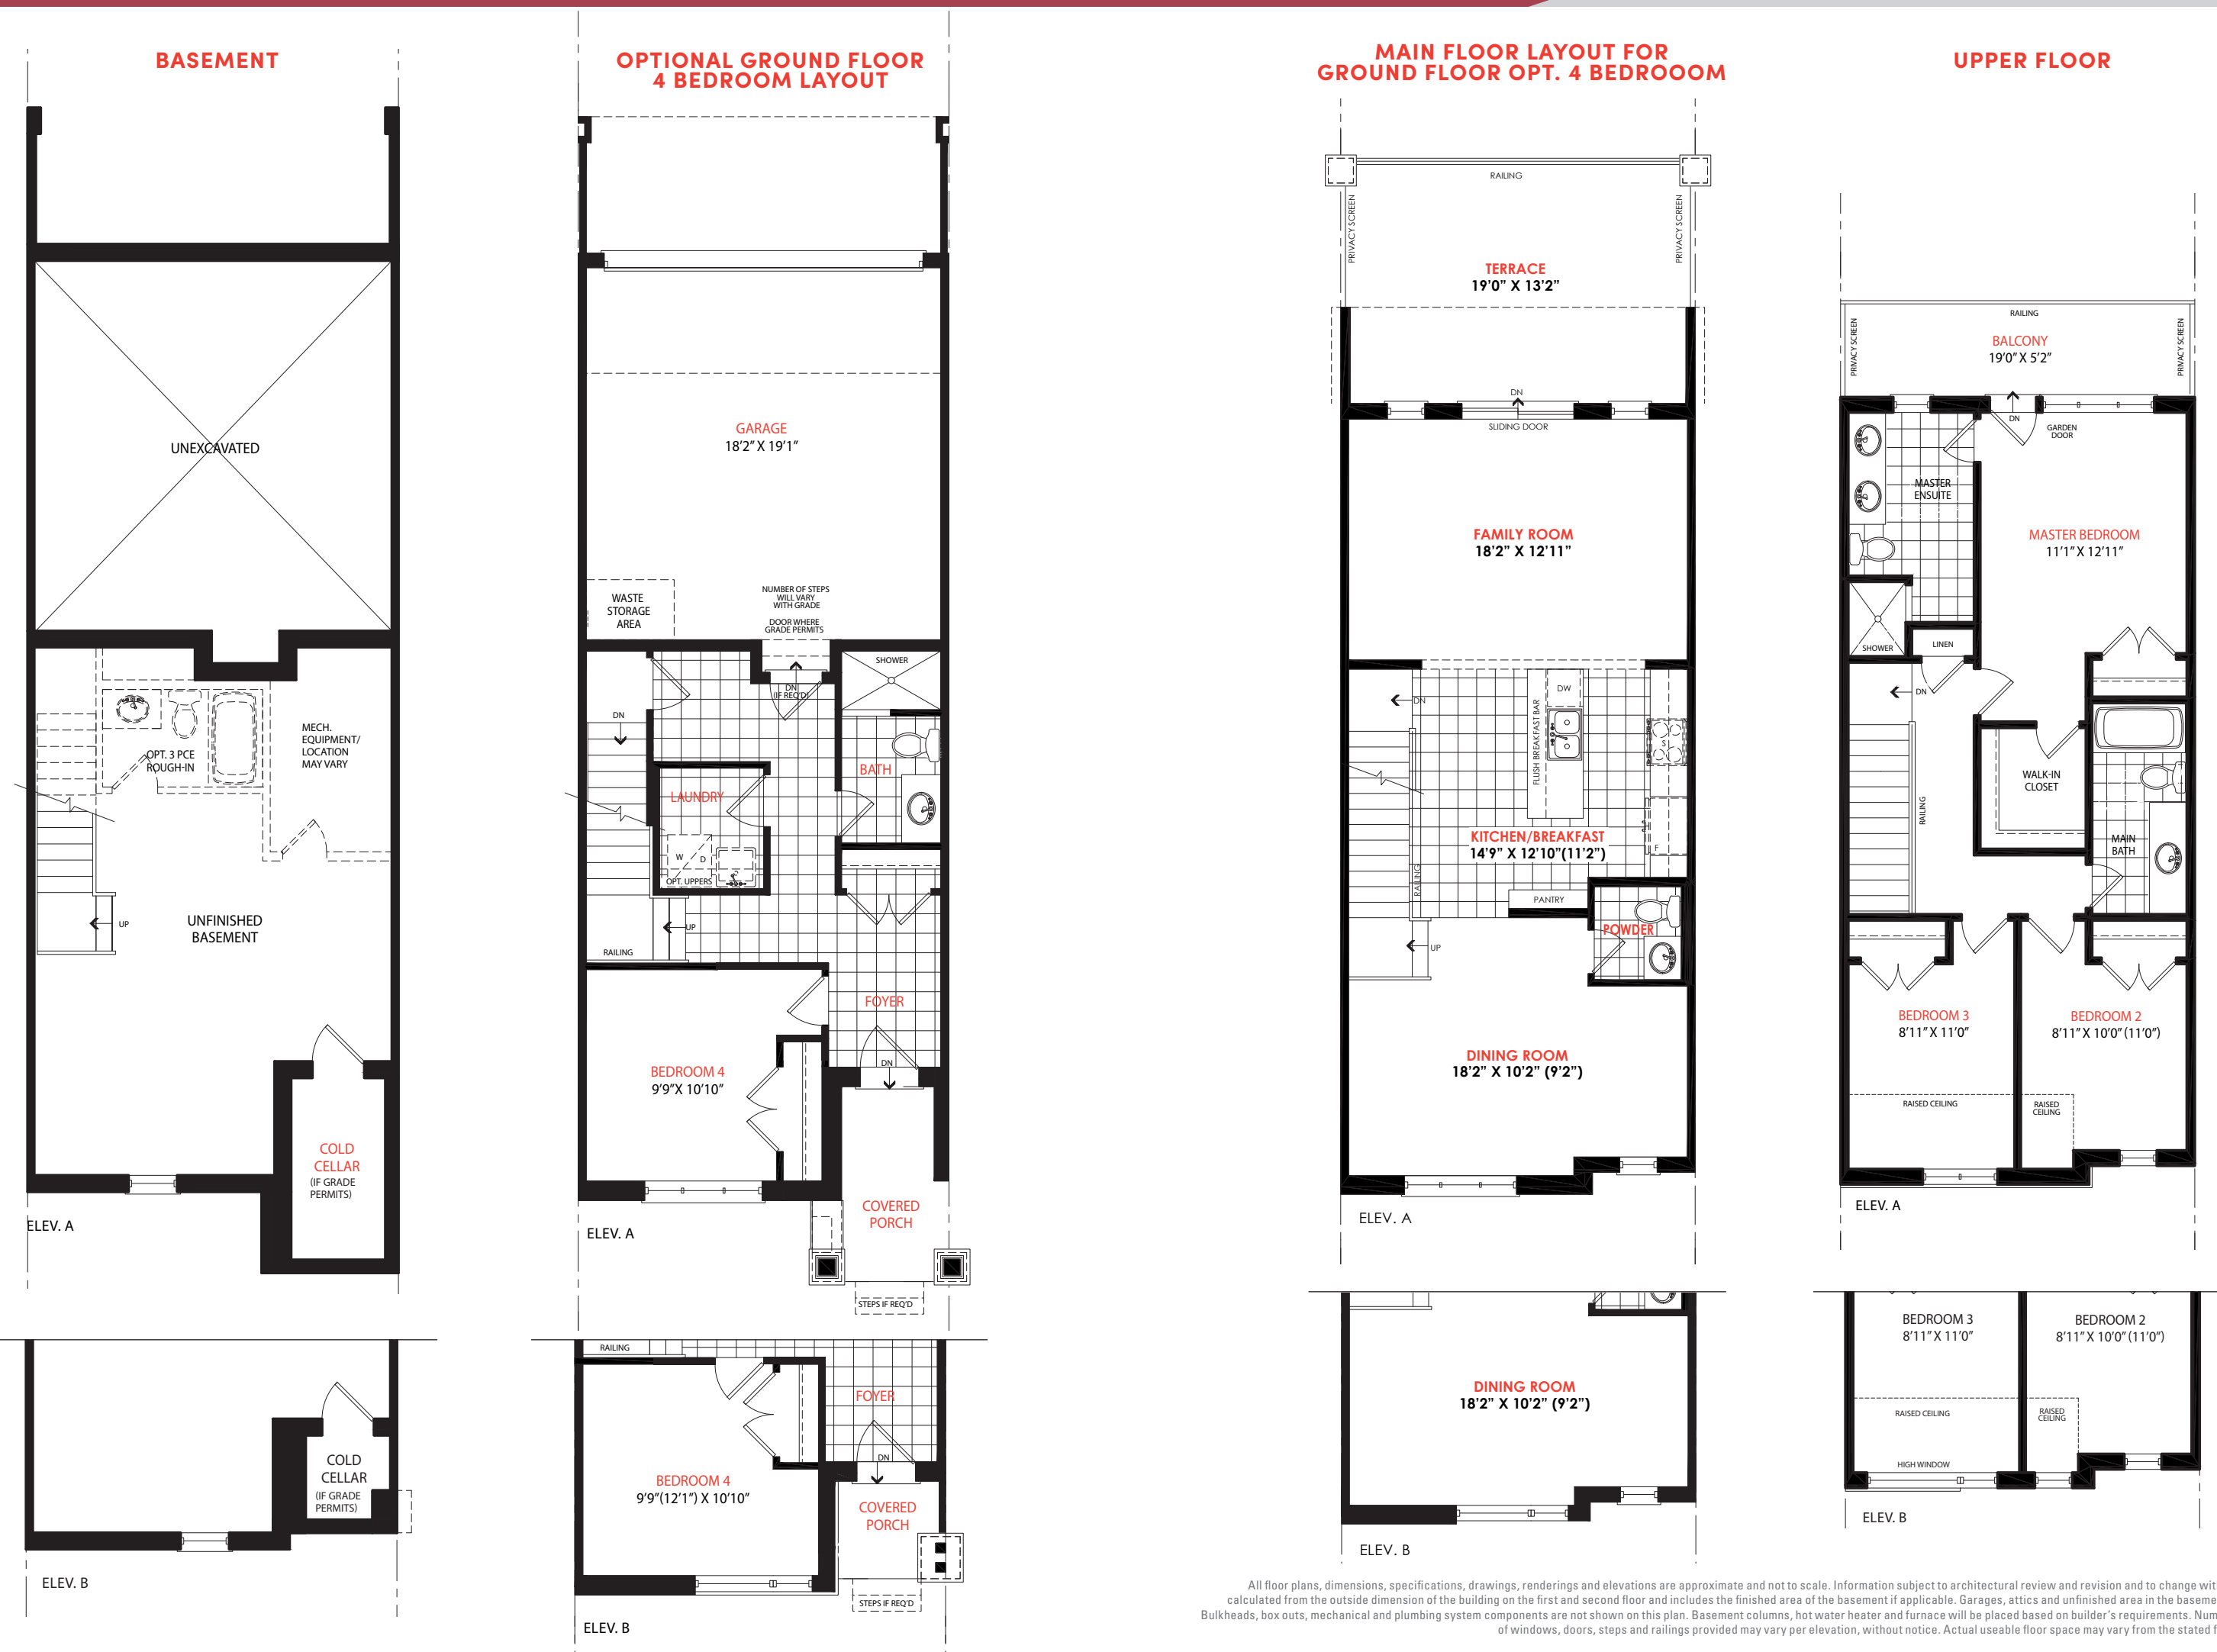 BASEMENT
UNEXCAVATED
OPT. 3 PCE
ROUGH-IN
MECH.
EQUIPMENT/
LOCATION
MAY VARY
UP
UNFINISHED
BASEMENT
COLD
CELLAR
(IF GRADE
PERMITS)
ELEV. A
COLD
CELLAR
(IF GRADE
PERMITS)
ELEV. B
OPTIONAL GROUND FLOOR
4 BEDROOM LAYOUT
GARAGE
18'2" X 19'1"
WASTE
STORAGE
AREA
NUMBER OF STEPS
WILL VARY
WITH GRADE
DOOR WHERE
GRADE PERMITS
SHOWER
DN
(IF REQ'D)
DN
BATH
LAUNDRY
W D
OPT. UPPERS
UP
RAILING
FOYER
DN
BEDROOM 4
9'9"X 10'10"
COVERED
PORCH
ELEV. A
STEPS IF REQ'D
RAILING
FOYER
DN
BEDROOM 4
9'9"(12'1") X 10'10"
COVERED
PORCH
STEPS IF REQ'D
ELEV. B
MAIN FLOOR LAYOUT FOR
GROUND FLOOR OPT. 4 BEDROOOM
RAILING
PRIVACY SCREEN
PRIVACY SCREEN
TERRACE
19'0" X 13'2"
DN
SLIDING DOOR
FAMILY ROOM
18'2" X 12'11"
DW
DN
FLUSH BREAKFAST BAR
S
KITCHEN/BREAKFAST
14'9" X 12'10"(11'2")
F
RAILING
PANTRY
POWDER
UP
DINING ROOM
18'2" X 10'2" (9'2")
ELEV. A
DINING ROOM
18'2" X 10'2" (9'2")
ELEV. B
UPPER FLOOR
RAILING
PRIVACY SCREEN
PRIVACY SCREEN
BALCONY
19'0" X 5'2"
DN
GARDEN
DOOR
MASTER
ENSUITE
MASTER BEDROOM
11'1" X 12'11"
SHOWER
LINEN
DN
WALK-IN
CLOSET
RAILING
MAIN
BATH
BEDROOM 3
8'11" X 11'0"
BEDROOM 2
8'11" X 10'0" (11'0")
RAISED CEILING
RAISED
CEILING
ELEV. A
BEDROOM 3
8'11" X 11'0"
BEDROOM 2
8'11" X 10'0" (11'0")
RAISED CEILING
RAISED
CEILING
HIGH WINDOW
ELEV. B
All floor plans, dimensions, specifications, drawings, renderings and elevations are approximate and not to scale. Information subject to architectural review and revision and to change wit
calculated from the outside dimension of the building on the first and second floor and includes the finished area of the basement if applicable. Garages, attics and unfinished area in the baseme
Bulkheads, box outs, mechanical and plumbing system components are not shown on this plan. Basement columns, hot water heater and furnace will be placed based on builder's requirements. Num
of windows, doors, steps and railings provided may vary per elevation, without notice. Actual useable floor space may vary from the stated f